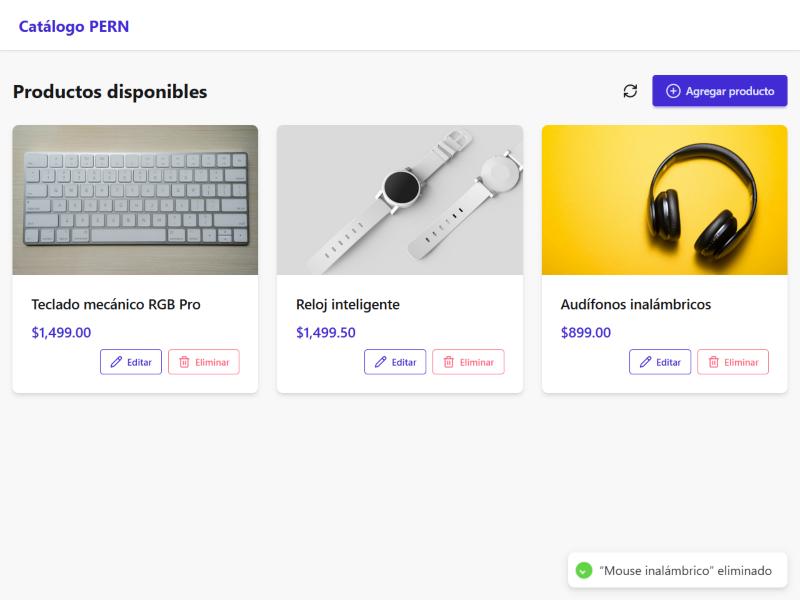 Catálogo PERN
Productos disponibles
Agregar producto
Teclado mecánico RGB Pro
$1,499.00
Editar
Eliminar
Reloj inteligente
$1,499.50
Editar
Eliminar
Audífonos inalámbricos
$899.00
Editar
Eliminar
"Mouse inalámbrico" eliminado